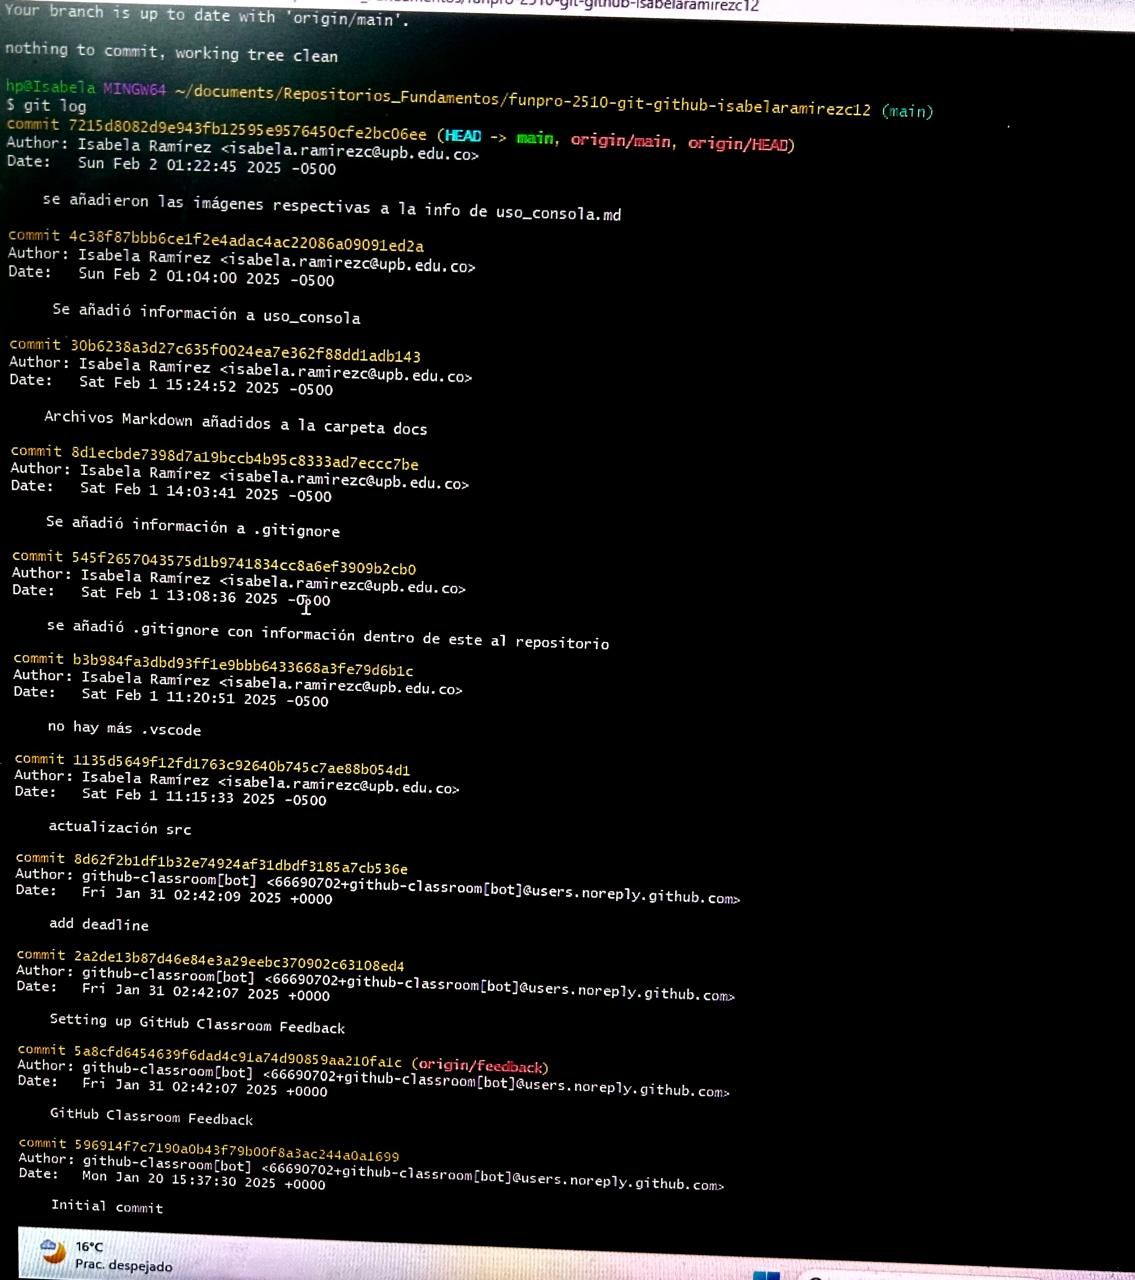 fundamentos/funpro-2510-git-github-isabelaramirezc12
Your branch is up to date with 'origin/main'.
nothing to commit, working tree clean
hp@Isabela MINGW64 ~/documents/Repositorios_Fundamentos/funpro-2510-git-github-isabelaramirezc12 (main)
$ git log
commit 7215d8082d9e943fb12595e9576450cfe2bc06ee (HEAD -> main, origin/main, origin/HEAD)
Author: Isabela Ramírez <isabela.ramirezc@upb.edu.co>
Date:   Sun Feb 2 01:22:45 2025 -0500
se añadieron las imágenes respectivas a la info de uso_consola.md
commit 4c38f87bbb6ce1f2e4adac4ac22086a09091ed2a
Author: Isabela Ramírez <isabela.ramirezc@upb.edu.co>
Date:   Sun Feb 2 01:04:00 2025 -0500
Se añadió información a uso_consola
commit 30b6238a3d27c635f0024ea7e362f88dd1adb143
Author: Isabela Ramírez <isabela.ramirezc@upb.edu.co>
Date:   Sat Feb 1 15:24:52 2025 -0500
Archivos Markdown añadidos a la carpeta docs
commit 8d1ecbde7398d7a19bccb4b95c8333ad7eccc7be
Author: Isabela Ramírez <isabela.ramirezc@upb.edu.co>
Date:   Sat Feb 1 14:03:41 2025 -0500
Se añadió información a .gitignore
commit 545f2657043575d1b9741834cc8a6ef3909b2cb0
Author: Isabela Ramírez <isabela.ramirezc@upb.edu.co>
Date:   Sat Feb 1 13:08:36 2025 -0500
se añadió .gitignore con información dentro de este al repositorio
commit b3b984fa3dbd93ff1e9bbb6433668a3fe79d6b1c
Author: Isabela Ramírez <isabela.ramirezc@upb.edu.co>
Date:   Sat Feb 1 11:20:51 2025 -0500
no hay más .vscode
commit 1135d5649f12fd1763c92640b745c7ae88b054d1
Author: Isabela Ramírez <isabela.ramirezc@upb.edu.co>
Date:   Sat Feb 1 11:15:33 2025 -0500
actualización src
commit 8d62f2b1df1b32e74924af31dbdf3185a7cb536e
Author: github-classroom[bot] <66690702+github-classroom[bot]@users.noreply.github.com>
Date:   Fri Jan 31 02:42:09 2025 +0000
add deadline
commit 2a2de13b87d46e84e3a29eebc370902c63108ed4
Author: github-classroom[bot] <66690702+github-classroom[bot]@users.noreply.github.com>
Date:   Fri Jan 31 02:42:07 2025 +0000
Setting up GitHub Classroom Feedback
commit 5a8cfd6454639f6dad4c91a74d90859aa210fa1c (origin/feedback)
Author: github-classroom[bot] <66690702+github-classroom[bot]@users.noreply.github.com>
Date:   Fri Jan 31 02:42:07 2025 +0000
GitHub Classroom Feedback
commit 596914f7c7190a0b43f79b00f8a3ac244a0a1699
Author: github-classroom[bot] <66690702+github-classroom[bot]@users.noreply.github.com>
Date:   Mon Jan 20 15:37:30 2025 +0000
Initial commit
16°C
Prac. despejado